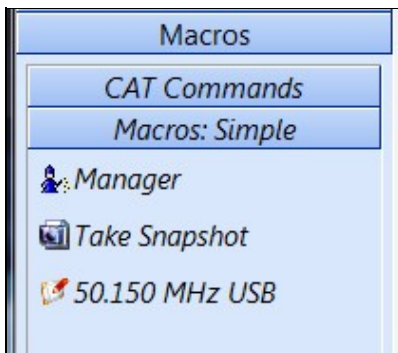 Macros
CAT Commands
Macros: Simple
Manager
Take Snapshot
50.150 MHz USB